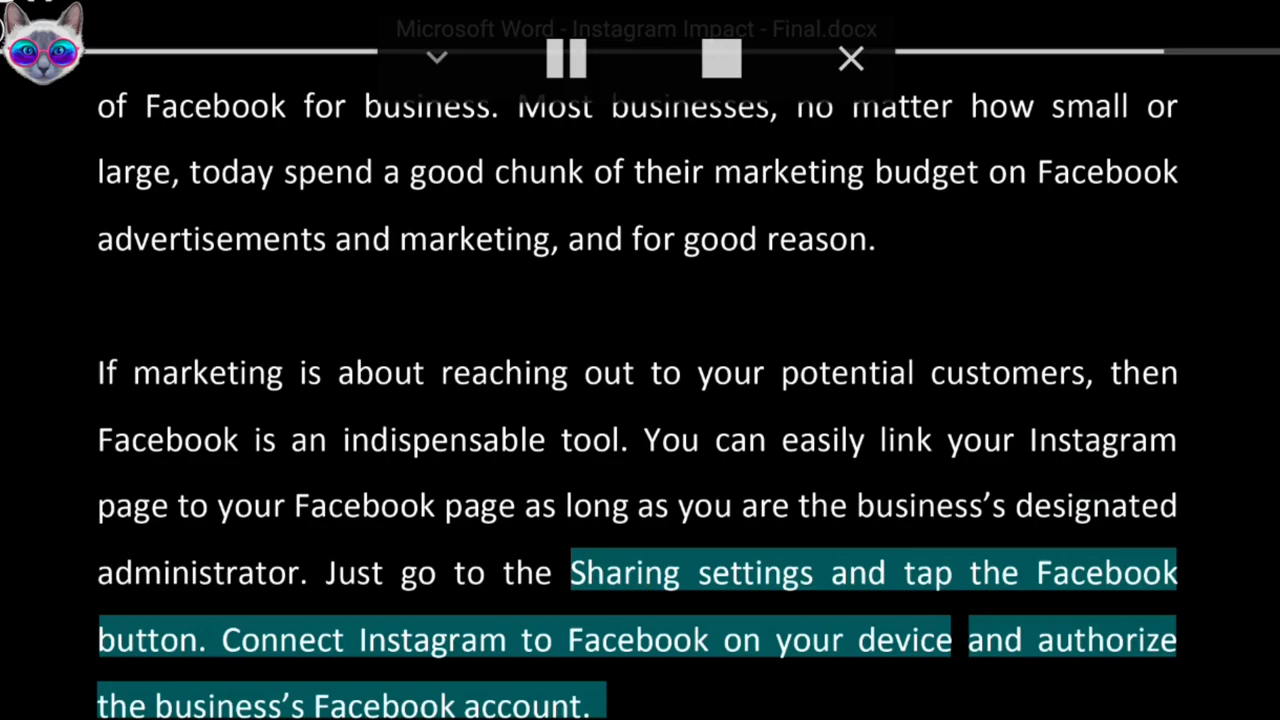 Microsoft Word - Instagram Impact - Final.docx
of Facebook for business. Most businesses, no matter how small or
large, today spend a good chunk of their marketing budget on Facebook
advertisements and marketing, and for good reason.
If marketing is about reaching out to your potential customers, then
Facebook is an indispensable tool. You can easily link your Instagram
page to your Facebook page as long as you are the business’s designated
administrator. Just go to the Sharing settings and tap the Facebook
button. Connect Instagram to Facebook on your device and authorize
the business’s Facebook account.